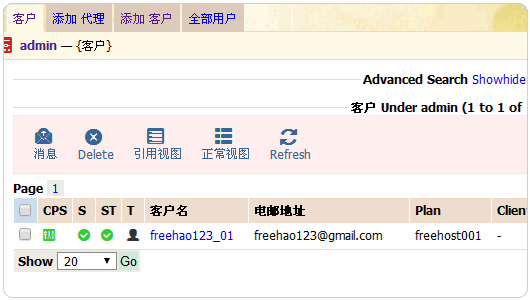 客户 添加 代理 添加 客户 全部用户
admin — {客户}
Advanced Search Showhide
客户 Under admin (1 to 1 of
消息 Delete 引用视图 正常视图 Refresh
Page 1
CPS S ST T 客户名 电邮地址 Plan Client
freehao123_01 freehao123@gmail.com freehost001 -
Show 20 Go